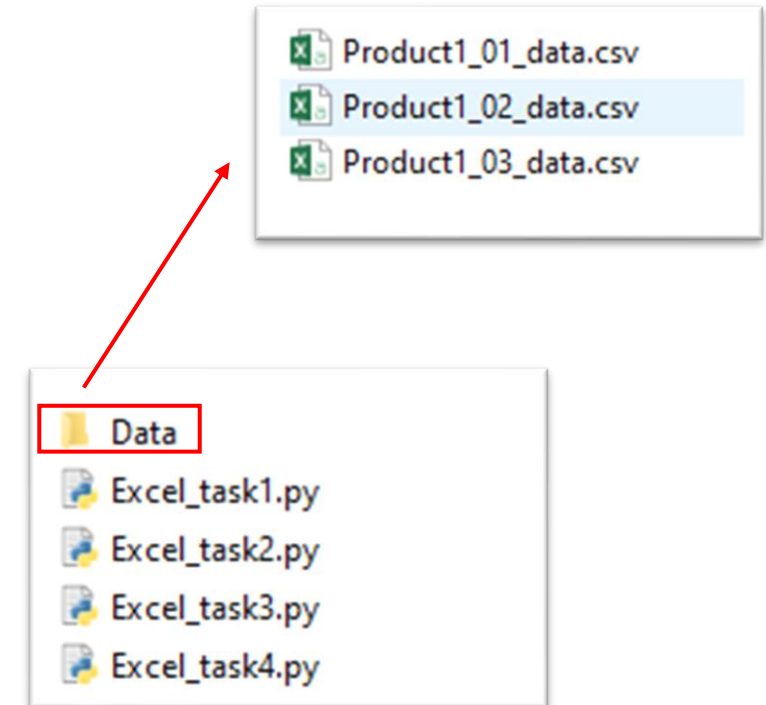 Product1_01_data.csv
Product1_02_data.csv
Product1_03_data.csv
Data
Excel_task1.py
Excel_task2.py
Excel_task3.py
Excel_task4.py